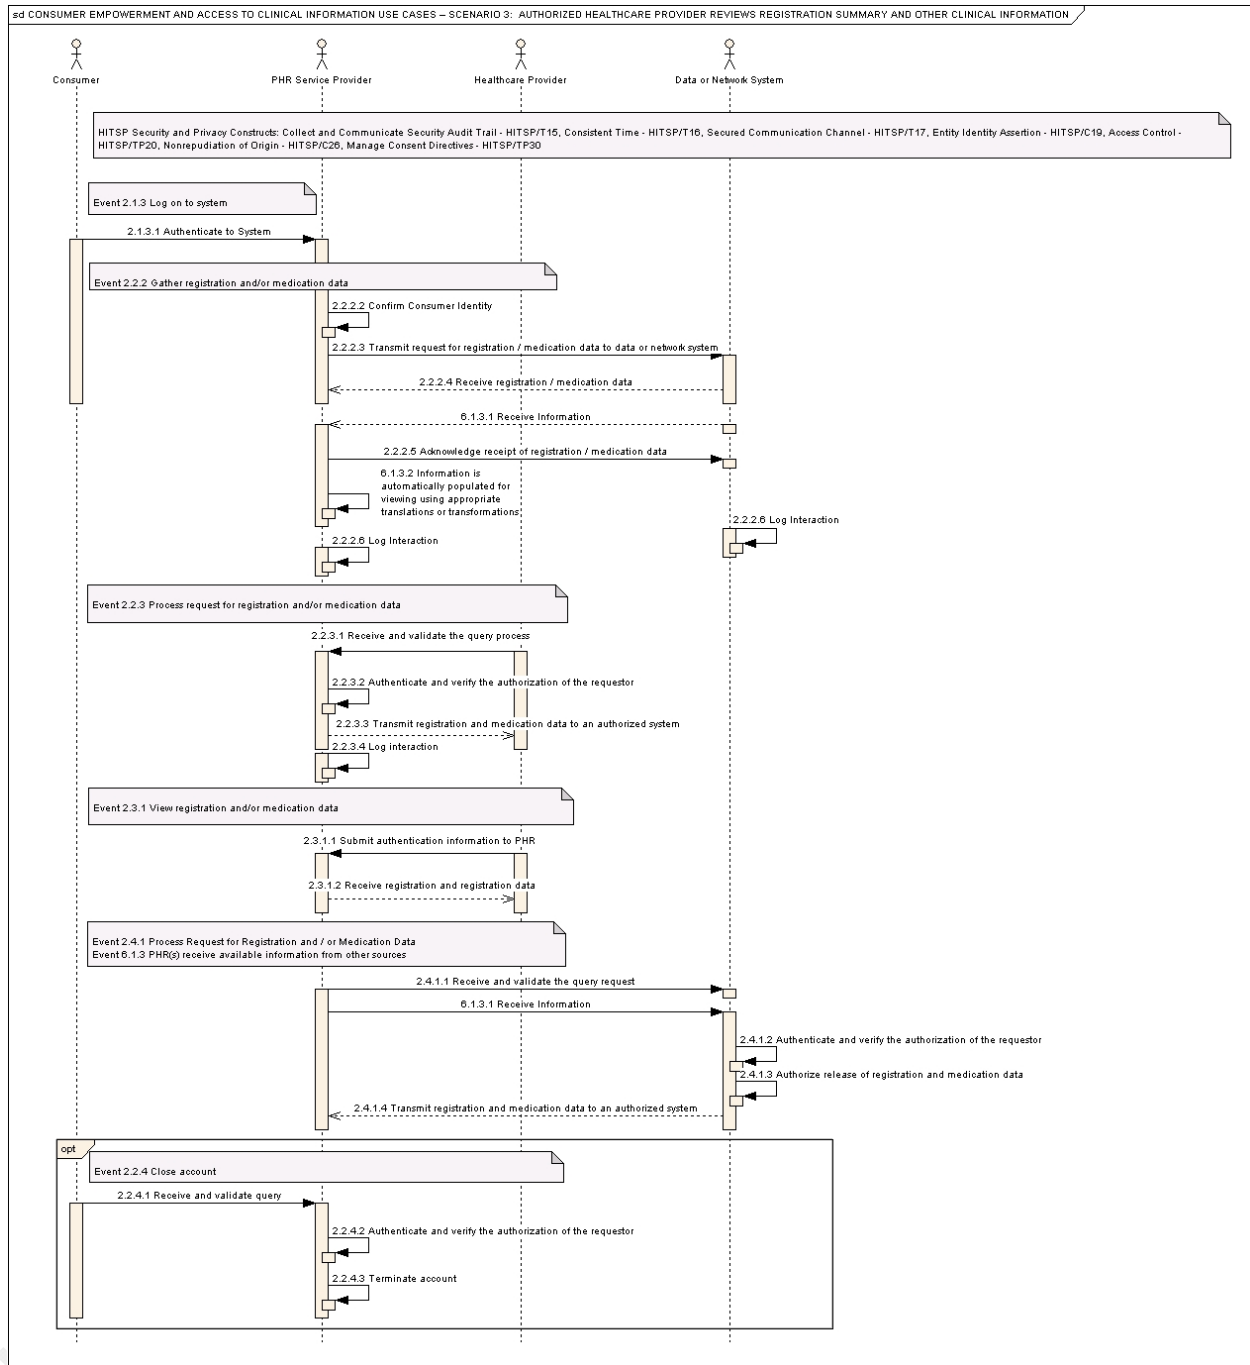 sd CONSUMER EMPOWERMENT AND ACCESS TO CLINICAL INFORMATION USE CASES – SCENARIO 3:  AUTHORIZED HEALTHCARE PROVIDER REVIEWS REGISTRATION SUMMARY AND OTHER CLINICAL INFORMATION
Consumer
PHR Service Provider
Healthcare Provider
Data or Network System
HITSP Security and Privacy Constructs: Collect and Communicate Security Audit Trail - HITSP/T15, Consistent Time - HITSP/T16, Secured Communication Channel - HITSP/T17, Entity Identity Assertion - HITSP/C19, Access Control -
HITSP/TP20, Nonrepudiation of Origin - HITSP/C26, Manage Consent Directives - HITSP/TP30
Event 2.1.3 Log on to system
2.1.3.1 Authenticate to System
Event 2.2.2 Gather registration and/or medication data
2.2.2.2 Confirm Consumer Identity
2.2.2.3 Transmit request for registration / medication data to data or network system
2.2.2.4 Receive registration / medication data
6.1.3.1 Receive Information
2.2.2.5 Acknowledge receipt of registration / medication data
6.1.3.2 Information is
automatically populated for
viewing using appropriate
translations or transformations
2.2.2.6 Log Interaction
2.2.2.6 Log Interaction
Event 2.2.3 Process request for registration and/or medication data
2.2.3.1 Receive and validate the query process
2.2.3.2 Authenticate and verify the authorization of the requestor
2.2.3.3 Transmit registration and medication data to an authorized system
2.2.3.4 Log interaction
Event 2.3.1 View registration and/or medication data
2.3.1.1 Submit authentication information to PHR
2.3.1.2 Receive registration and registration data
Event 2.4.1 Process Request for Registration and / or Medication Data
Event 6.1.3 PHR(s) receive available information from other sources
2.4.1.1 Receive and validate the query request
6.1.3.1 Receive Information
2.4.1.2 Authenticate and verify the authorization of the requestor
2.4.1.3 Authorize release of registration and medication data
2.4.1.4 Transmit registration and medication data to an authorized system
opt
Event 2.2.4 Close account
2.2.4.1 Receive and validate query
2.2.4.2 Authenticate and verify the authorization of the requestor
2.2.4.3 Terminate account